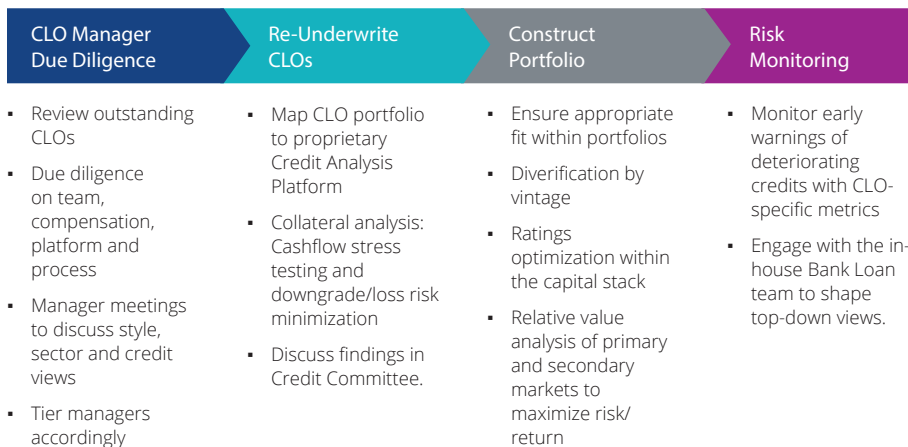 CLO Manager
Due Diligence
Re-Underwrite
CLOs
Construct
Portfolio
Risk
Monitoring
▪ Review outstanding
CLOs
▪ Due diligence
on team,
compensation,
platform and
process
▪ Manager meetings
to discuss style,
sector and credit
views
▪ Tier managers
accordingly
▪ Map CLO portfolio
to proprietary
Credit Analysis
Platform
▪ Collateral analysis:
Cashflow stress
testing and
downgrade/loss risk
minimization
▪ Discuss findings in
Credit Committee.
▪ Ensure appropriate
fit within portfolios
▪ Diverification by
vintage
▪ Ratings
optimization within
the capital stack
▪ Relative value
analysis of primary
and secondary
markets to
maximize risk/
return
▪ Monitor early
warnings of
deteriorating
credits with CLO-
specific metrics
▪ Engage with the in-
house Bank Loan
team to shape
top-down views.